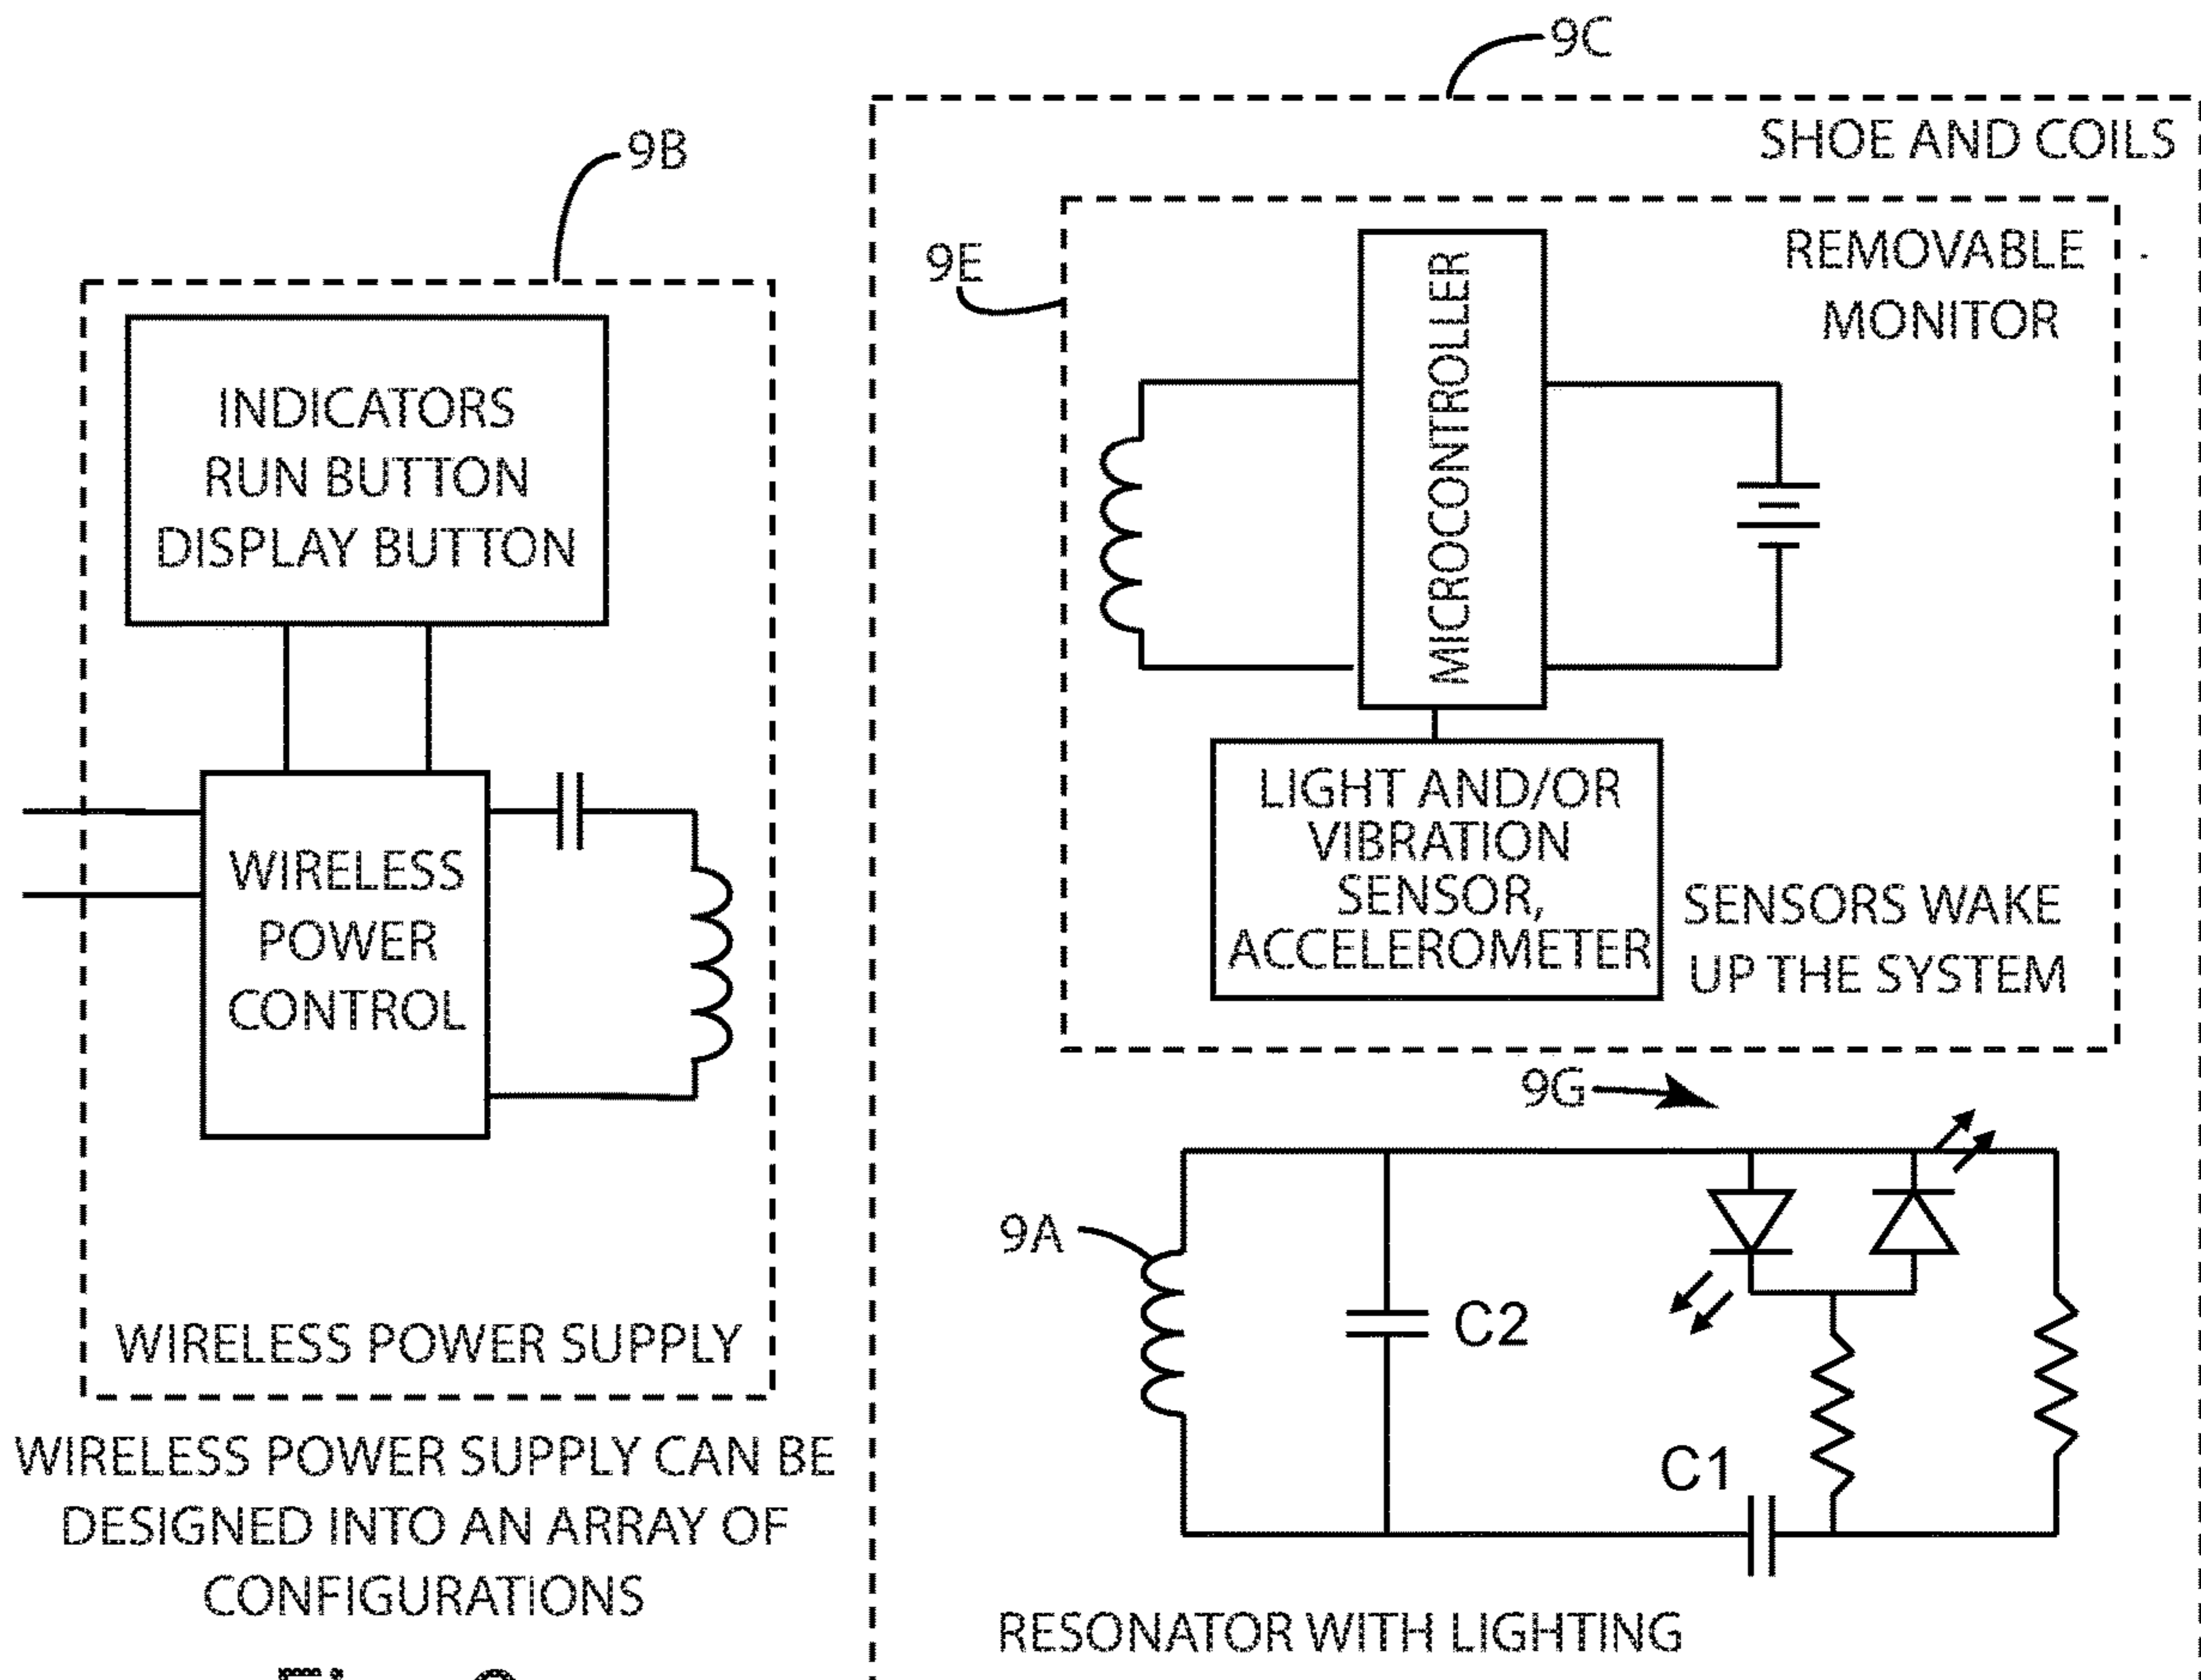 9C
SHOE AND COILS
9B
9E
REMOVABLE
MONITOR
MICROCONTROLLER
INDICATORS
RUN BUTTON
DISPLAY BUTTON
LIGHT AND/OR
VIBRATION
SENSOR,
ACCELEROMETER
SENSORS WAKE
UP THE SYSTEM
WIRELESS
POWER
CONTROL
9G
9A
C2
C1
WIRELESS POWER SUPPLY
WIRELESS POWER SUPPLY CAN BE
DESIGNED INTO AN ARRAY OF
CONFIGURATIONS
RESONATOR WITH LIGHTING